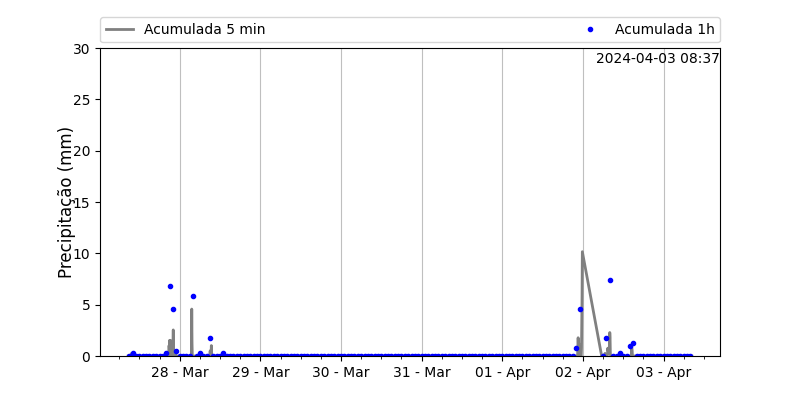 Acumulada 5 min
Acumulada 1h
2024-04-03 08:37
Precipitação (mm)
30
25
20
15
10
5
0
28 - Mar
29 - Mar
30 - Mar
31 - Mar
01 - Apr
02 - Apr
03 - Apr